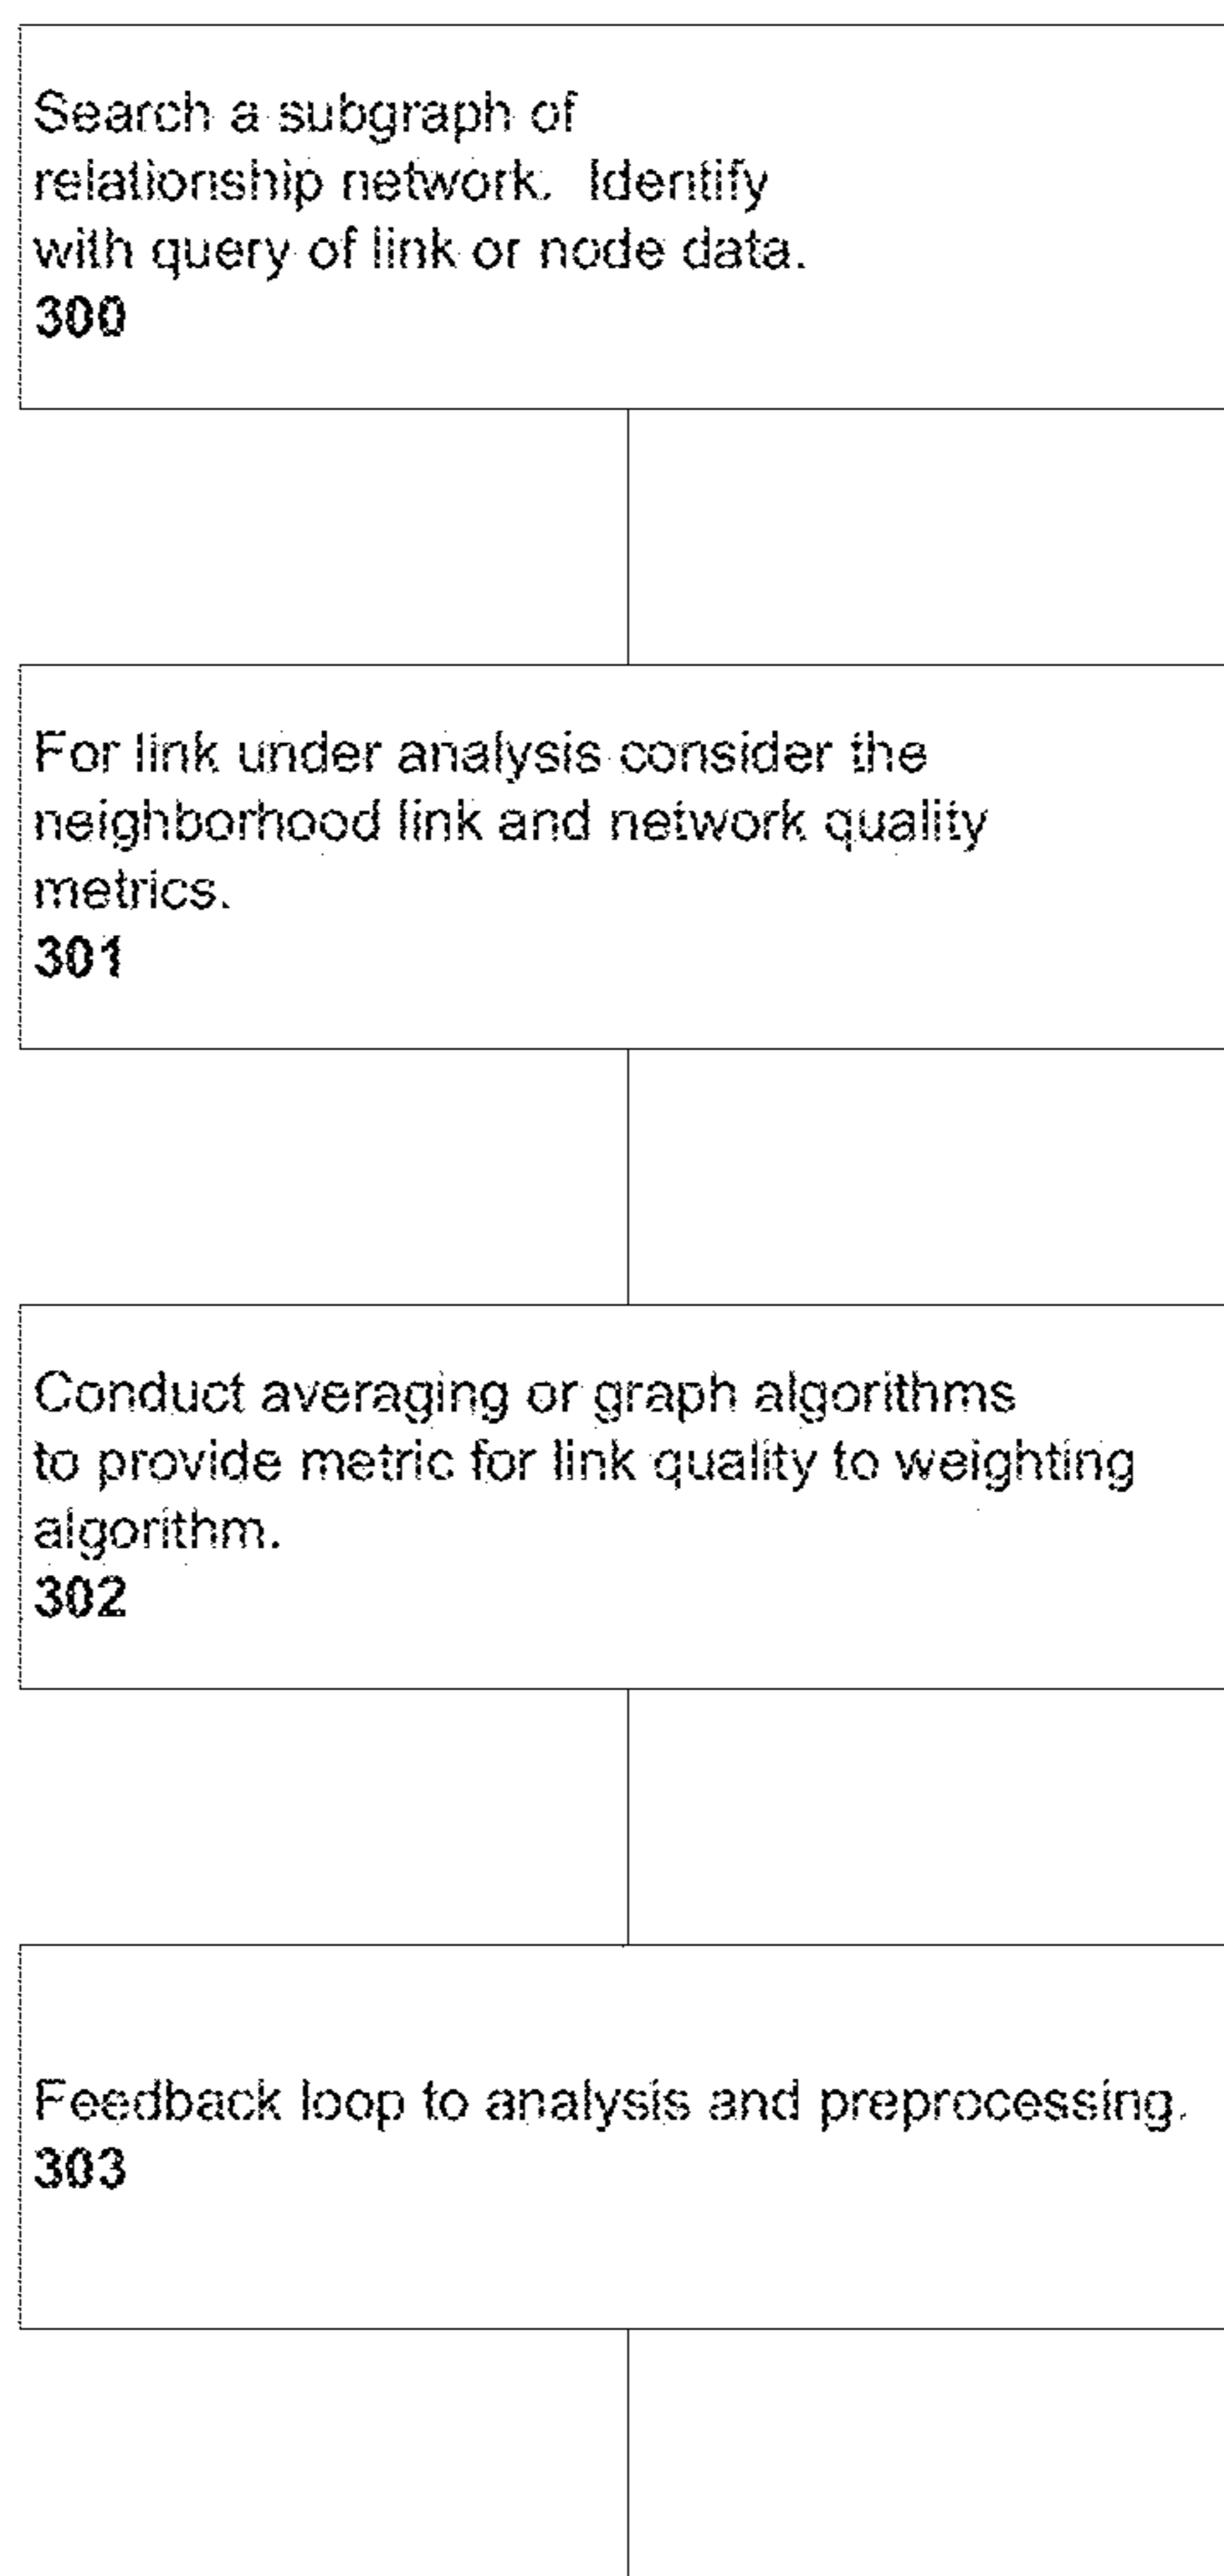 Search a subgraph of
relationship network. Identify
with query of link or node data.
300
For link under analysis consider the
neighborhood link and network quality
metrics.
301
Conduct averaging or graph algorithms
to provide metric for link quality to weighting
algorithm.
302
Feedback loop to analysis and preprocessing.
303